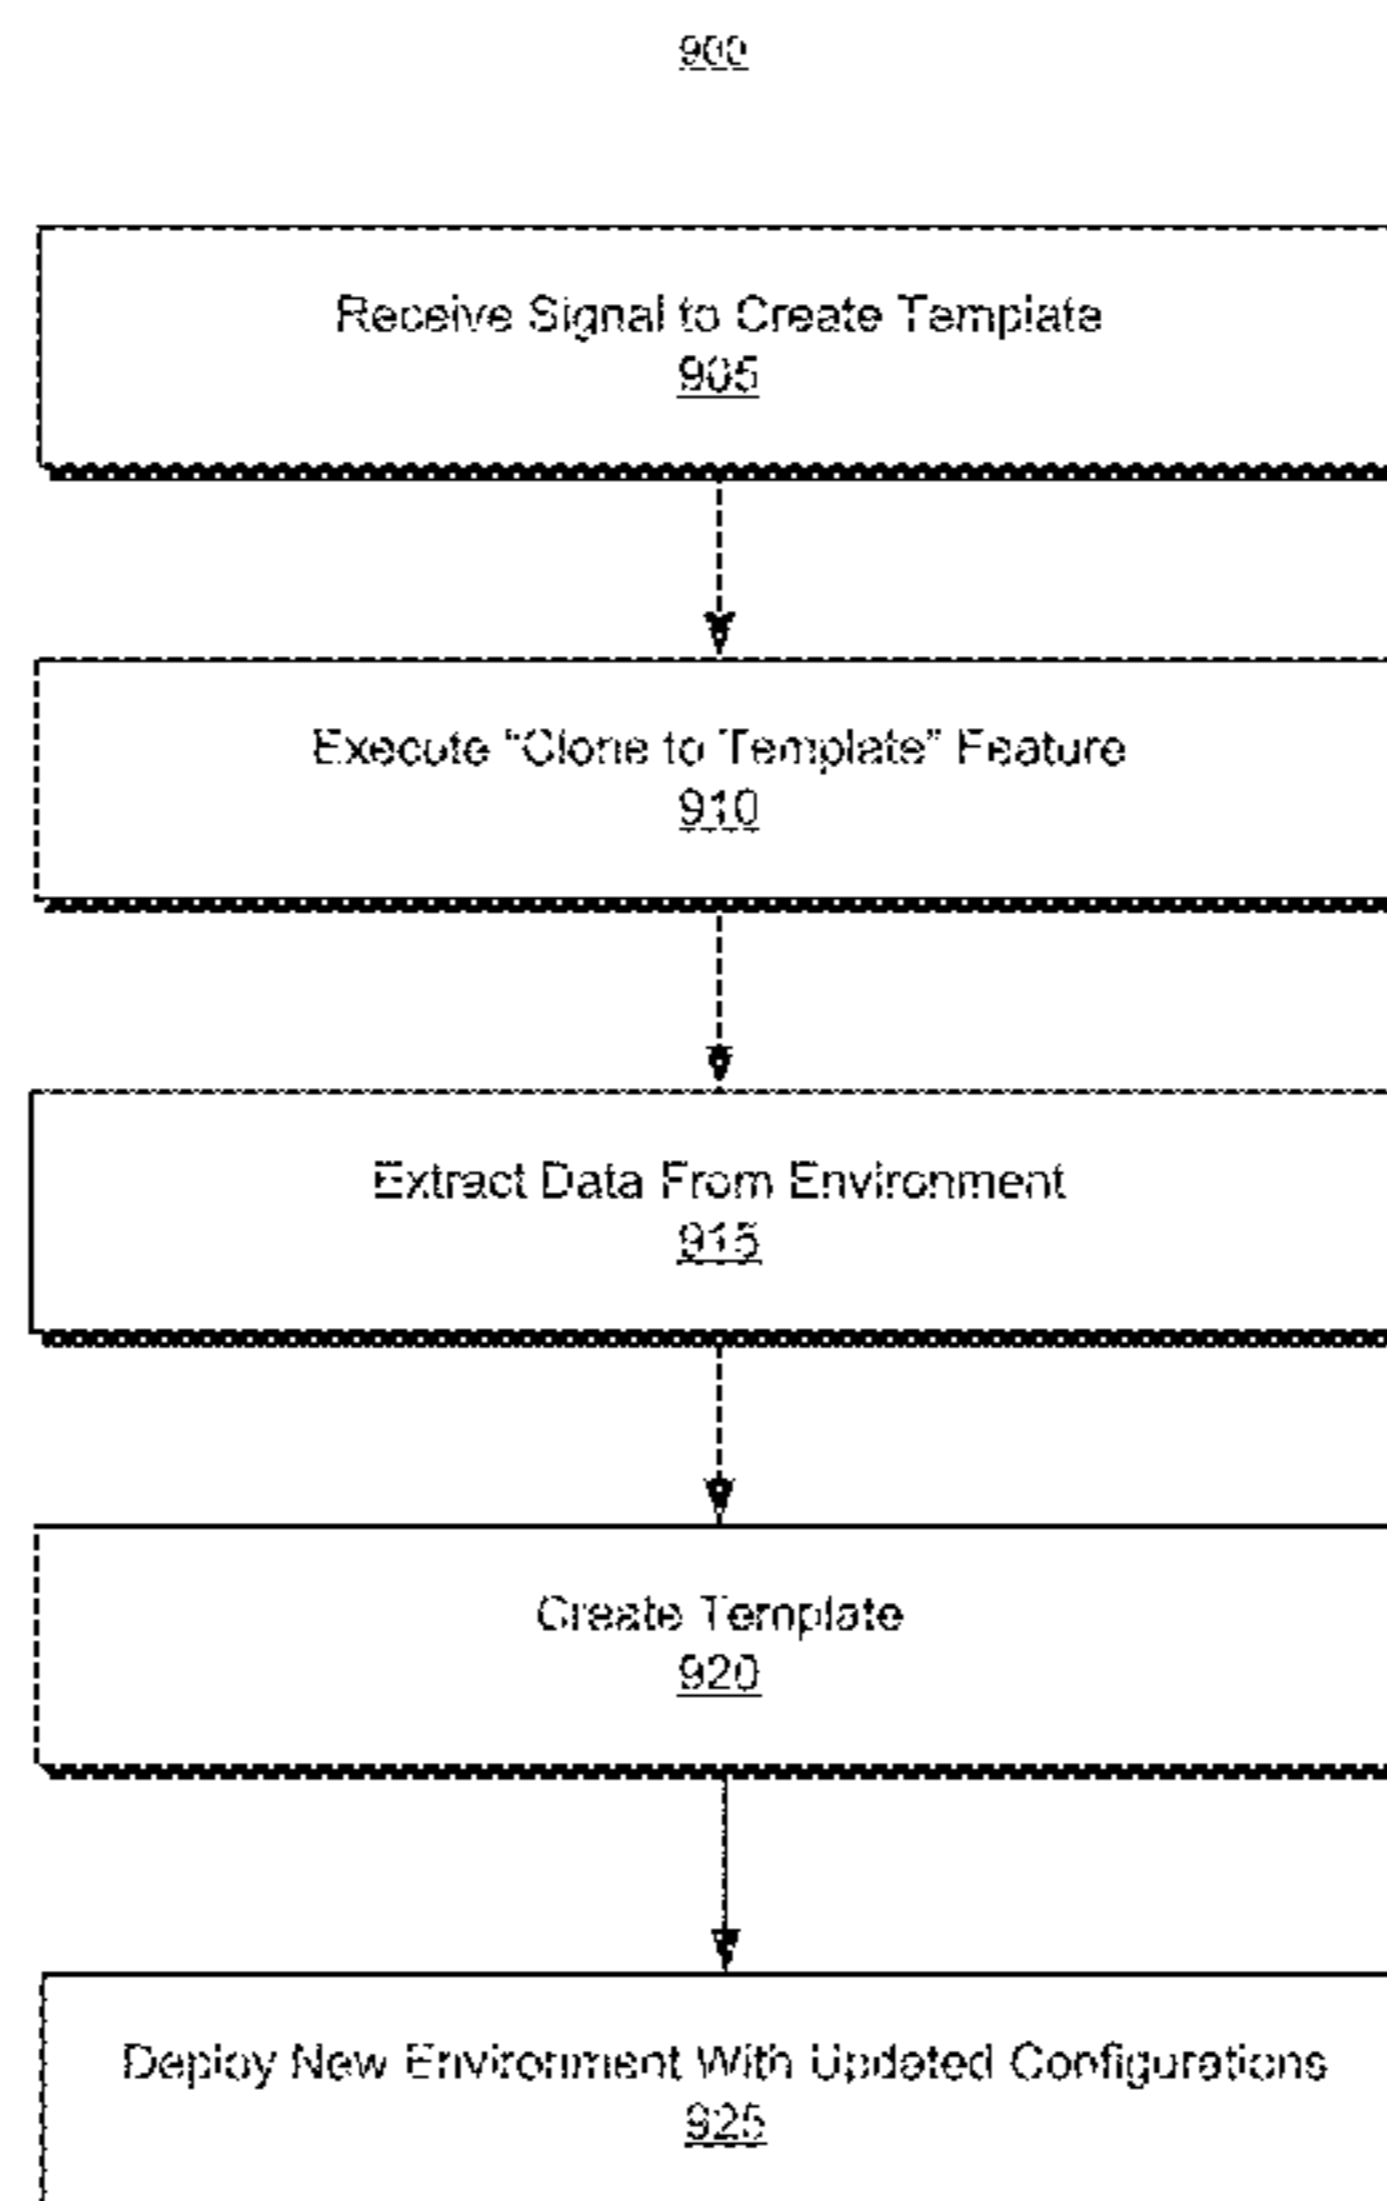 900
Receive Signal to Create Template
905
Execute "Clone to Template" Feature
910
Extract Data From Environment
915
Create Template
920
Deploy New Environment With Updated Configurations
925